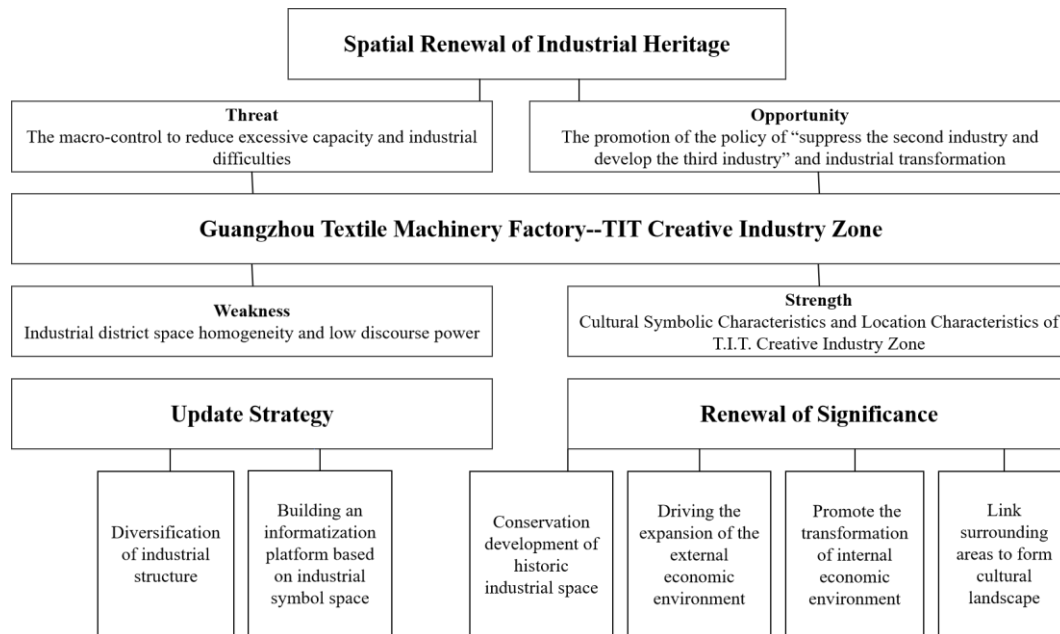 Spatial Renewal of Industrial Heritage
Threat
The macro-control to reduce excessive capacity and industrial
difficulties
Opportunity
The promotion of the policy of “suppress the second industry and
develop the third industry” and industrial transformation
Guangzhou Textile Machinery Factory--TIT Creative Industry Zone
Weakness
Industrial district space homogeneity and low discourse power
Strength
Cultural Symbolic Characteristics and Location Characteristics of
T.I.T. Creative Industry Zone
Update Strategy
Renewal of Significance
Diversification
of industrial
structure
Building an
informatization
platform based
on industrial
symbol space
Conservation
development of
historic
industrial space
Driving the
expansion of the
external
economic
environment
Promote the
transformation
of internal
economic
environment
Link
surrounding
areas to form
cultural
landscape